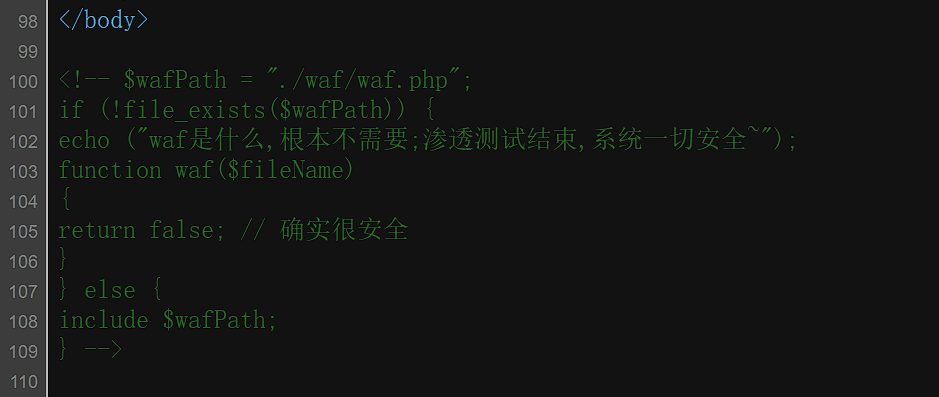 98 </body>
99
100 <!-- $wafPath = "./waf/waf.php";
101 if (!file_exists($wafPath)) {
102 echo ("waf是什么,根本不需要;渗透测试结束,系统一切安全~");
103 function waf($fileName)
104 {
105 return false; // 确实很安全
106 }
107 } else {
108 include $wafPath;
109 } -->
110